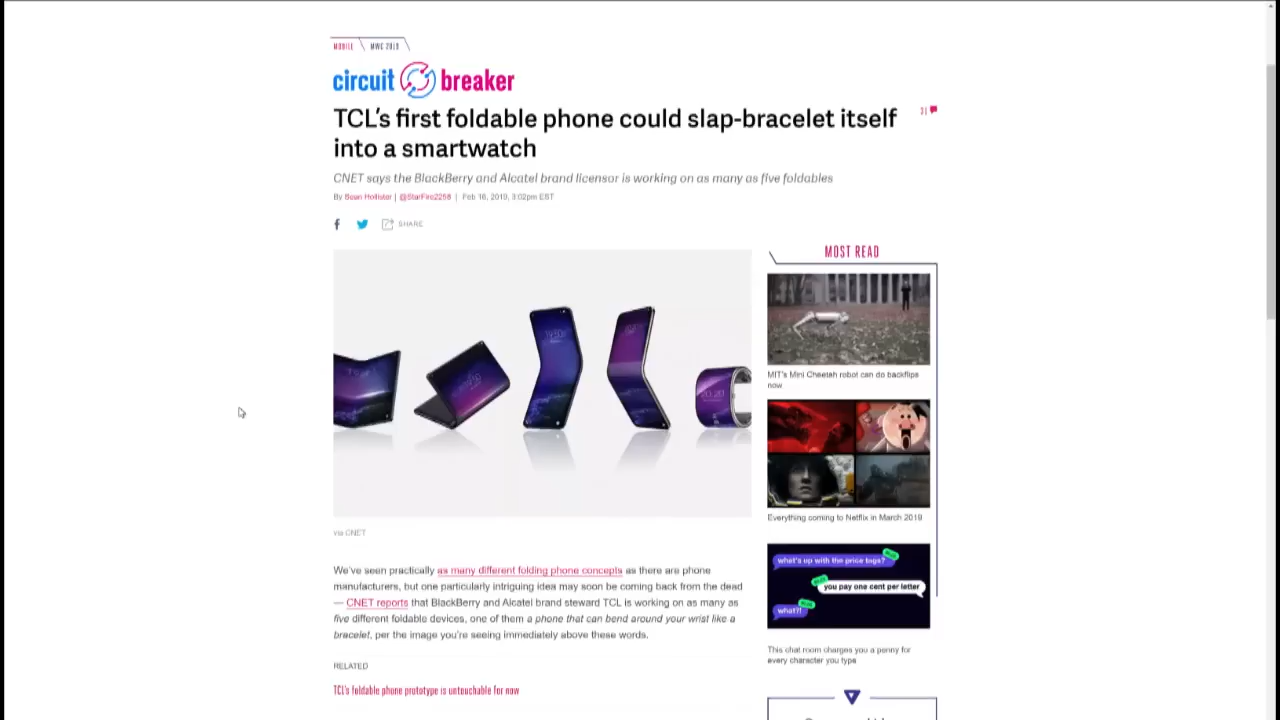 MOBILE MWC 2019
circuit breaker
TCL's first foldable phone could slap-bracelet itself
into a smartwatch
31
CNET says the BlackBerry and Alcatel brand licensor is working on as many as five foldables
By Sean Hollister | @StarFire2258 | Feb 16, 2019, 3:02pm EST
SHARE
MOST READ
MIT's Mini Cheetah robot can do backflips
now
Everything coming to Netflix in March 2019
via CNET
what's up with the price tags?
you pay one cent per letter
what?!
We've seen practically as many different folding phone concepts as there are phone
manufacturers, but one particularly intriguing idea may soon be coming back from the dead
— CNET reports that BlackBerry and Alcatel brand steward TCL is working on as many as
five different foldable devices, one of them a phone that can bend around your wrist like a
bracelet, per the image you're seeing immediately above these words.
This chat room charges you a penny for
every character you type
RELATED
TCL's foldable phone prototype is untouchable for now